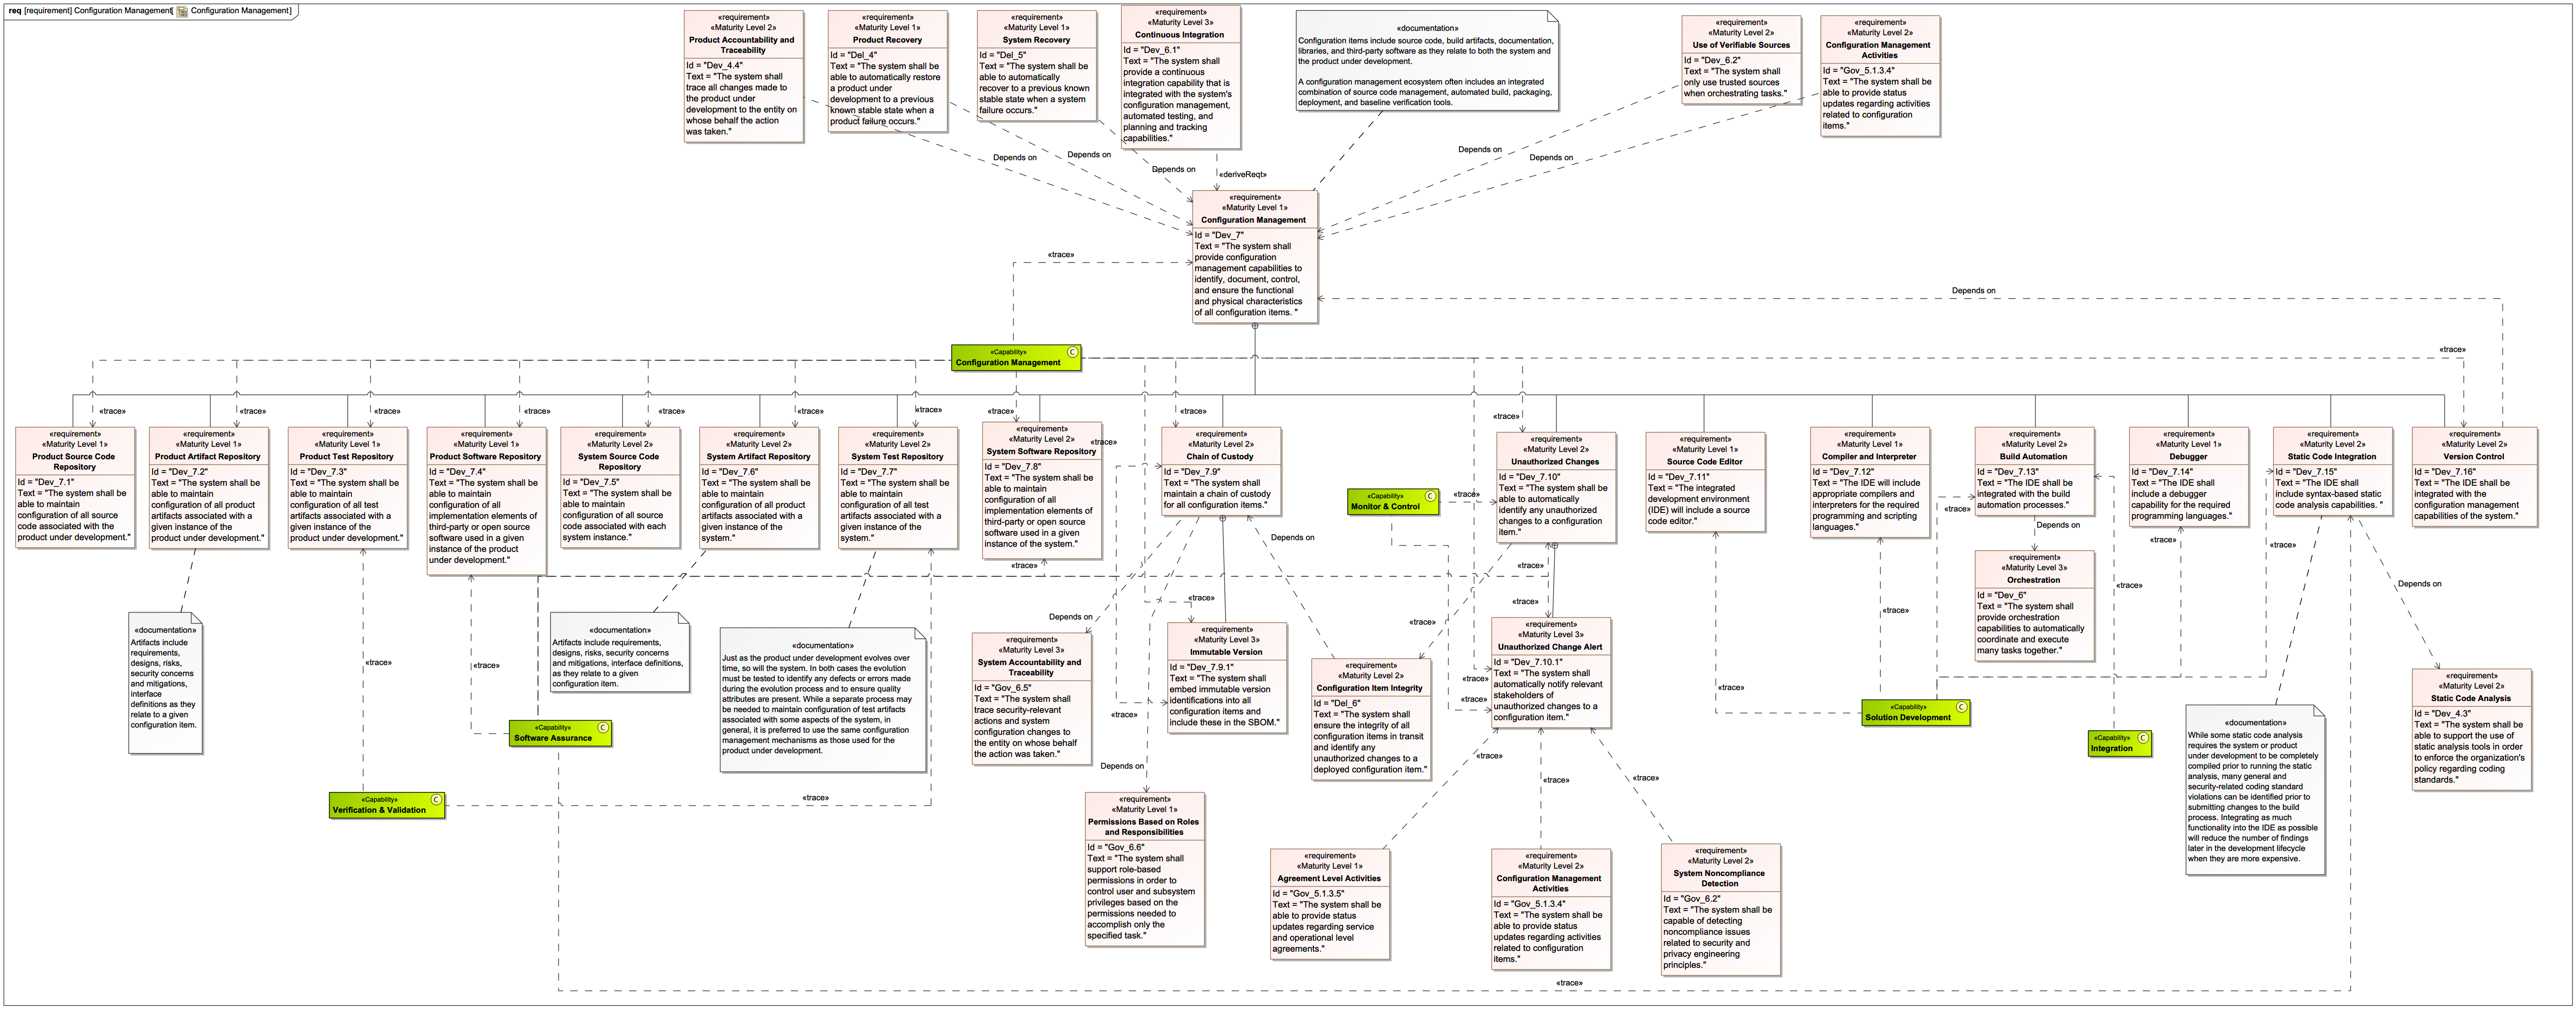 req [requirement] Configuration Management[ Configuration Management]
«requirement»
«Maturity Level 2»
Product Accountability and
Traceability
Id = "Dev_4.4"
Text = "The system shall
trace all changes made to
the product under
development to the entity on
whose behalf the action
was taken."
«requirement»
«Maturity Level 1»
Product Recovery
Id = "Del_4"
Text = "The system shall be
able to automatically restore
a product under
development to a previous
known stable state when a
product failure occurs."
«requirement»
«Maturity Level 1»
System Recovery
Id = "Del_5"
Text = "The system shall be
able to automatically
recover to a previous known
stable state when a system
failure occurs."
«requirement»
«Maturity Level 3»
Continuous Integration
Id = "Dev_6.1"
Text = "The system shall
provide a continuous
integration capability that is
integrated with the system's
configuration management,
automated testing, and
planning and tracking
capabilities."
«documentation»
Configuration items include source code, build artifacts, documentation,
libraries, and third-party software as they relate to both the system and
the product under development.
A configuration management ecosystem often includes an integrated
combination of source code management, automated build, packaging,
deployment, and baseline verification tools.
«requirement»
«Maturity Level 2»
Use of Verifiable Sources
Id = "Dev_6.2"
Text = "The system shall
only use trusted sources
when orchestrating tasks."
«requirement»
«Maturity Level 2»
Configuration Management
Activities
Id = "Gov_5.1.3.4"
Text = "The system shall be
able to provide status
updates regarding activities
related to configuration
items."
Depends on
Depends on
Depends on
«deriveReqt»
Depends on
Depends on
«requirement»
«Maturity Level 1»
Configuration Management
Id = "Dev_7"
Text = "The system shall
provide configuration
management capabilities to
identify, document, control,
and ensure the functional
and physical characteristics
of all configuration items. "
«trace»
Depends on
«Capability»
C
Configuration Management
«trace»
«trace»
«trace»
«trace»
«trace»
«trace»
«trace»
«trace»
«trace»
«trace»
«trace»
«requirement»
«Maturity Level 1»
Product Source Code
Repository
Id = "Dev_7.1"
Text = "The system shall be
able to maintain
configuration of all source
code associated with the
product under development."
«requirement»
«Maturity Level 1»
Product Artifact Repository
Id = "Dev_7.2"
Text = "The system shall be
able to maintain
configuration of all product
artifacts associated with a
given instance of the
product under development."
«requirement»
«Maturity Level 1»
Product Test Repository
Id = "Dev_7.3"
Text = "The system shall be
able to maintain
configuration of all test
artifacts associated with a
given instance of the
product under development."
«requirement»
«Maturity Level 1»
Product Software Repository
Id = "Dev_7.4"
Text = "The system shall be
able to maintain
configuration of all
implementation elements of
third-party or open source
software used in a given
instance of the product
under development."
«requirement»
«Maturity Level 2»
System Source Code
Repository
Id = "Dev_7.5"
Text = "The system shall be
able to maintain
configuration of all source
code associated with each
system instance."
«requirement»
«Maturity Level 2»
System Artifact Repository
Id = "Dev_7.6"
Text = "The system shall be
able to maintain
configuration of all product
artifacts associated with a
given instance of the
system."
«requirement»
«Maturity Level 2»
System Test Repository
Id = "Dev_7.7"
Text = "The system shall be
able to maintain
configuration of all test
artifacts associated with a
given instance of the
system."
«requirement»
«Maturity Level 2»
System Software Repository
Id = "Dev_7.8"
Text = "The system shall be
able to maintain
configuration of all
implementation elements of
third-party or open source
software used in a given
instance of the system."
«trace»
«requirement»
«Maturity Level 2»
Chain of Custody
Id = "Dev_7.9"
Text = "The system shall
maintain a chain of custody
for all configuration items."
«Capability»
C
Monitor & Control
«trace»
«requirement»
«Maturity Level 2»
Unauthorized Changes
Id = "Dev_7.10"
Text = "The system shall be
able to automatically
identify any unauthorized
changes to a configuration
item."
«requirement»
«Maturity Level 1»
Source Code Editor
Id = "Dev_7.11"
Text = "The integrated
development environment
(IDE) will include a source
code editor."
«requirement»
«Maturity Level 1»
Compiler and Interpreter
Id = "Dev_7.12"
Text = "The IDE will include
appropriate compilers and
interpreters for the required
programming and scripting
languages."
«requirement»
«Maturity Level 2»
Build Automation
Id = "Dev_7.13"
Text = "The IDE shall be
integrated with the build
automation processes."
«requirement»
«Maturity Level 1»
Debugger
Id = "Dev_7.14"
Text = "The IDE shall
include a debugger
capability for the required
programming languages."
«requirement»
«Maturity Level 2»
Static Code Integration
Id = "Dev_7.15"
Text = "The IDE shall
include syntax-based static
code analysis capabilities."
«requirement»
«Maturity Level 2»
Version Control
Id = "Dev_7.16"
Text = "The IDE shall be
integrated with the
configuration management
capabilities of the system."
«trace»
Depends on
«trace»
«trace»
Depends on
«trace»
«trace»
«requirement»
«Maturity Level 3»
Orchestration
Id = "Dev_6"
Text = "The system shall
provide orchestration
capabilities to automatically
coordinate and execute
many tasks together."
«trace»
«trace»
Depends on
«trace»
«trace»
«trace»
Depends on
«trace»
«documentation»
Artifacts include
requirements,
designs, risks,
security concerns
and mitigations,
interface
definitions as they
relate to a given
configuration item.
«trace»
«trace»
«documentation»
Artifacts include requirements,
designs, risks, security concerns
and mitigations, interface definitions,
as they relate to a given
configuration item.
«documentation»
Just as the product under development evolves over
time, so will the system. In both cases the evolution
must be tested to identify any defects or errors made
during the evolution process and to ensure quality
attributes are present. While a separate process may
be needed to maintain configuration of test artifacts
associated with some aspects of the system, in
general, it is preferred to use the same configuration
management mechanisms as those used for the
product under development.
«requirement»
«Maturity Level 3»
System Accountability and
Traceability
Id = "Gov_6.5"
Text = "The system shall
trace security-relevant
actions and system
configuration changes to
the entity on whose behalf
the action was taken."
«requirement»
«Maturity Level 3»
Immutable Version
Id = "Dev_7.9.1"
Text = "The system shall
embed immutable version
identifications into all
configuration items and
include these in the SBOM."
«requirement»
«Maturity Level 2»
Configuration Item Integrity
Id = "Del_6"
Text = "The system shall
ensure the integrity of all
configuration items in transit
and identify any
unauthorized changes to a
deployed configuration item."
«requirement»
«Maturity Level 3»
Unauthorized Change Alert
Id = "Dev_7.10.1"
Text = "The system shall
automatically notify relevant
stakeholders of
unauthorized changes to a
configuration item."
«trace»
«trace»
«trace»
«trace»
«Capability»
C
Solution Development
«Capability»
C
Integration
«requirement»
«Maturity Level 2»
Static Code Analysis
Id = "Dev_4.3"
Text = "The system shall be
able to support the use of
static analysis tools in order
to enforce the organization's
policy regarding coding
standards."
«documentation»
While some static code analysis
requires the system or product
under development to be completely
compiled prior to running the static
analysis, many general and
security-related coding standard
violations can be identified prior to
submitting changes to the build
process. Integrating as much
functionality into the IDE as possible
will reduce the number of findings
later in the development lifecycle
when they are more expensive.
«Capability»
C
Software Assurance
«Capability»
C
Verification & Validation
«trace»
Depends on
«trace»
«trace»
«trace»
«requirement»
«Maturity Level 1»
Permissions Based on Roles
and Responsibilities
Id = "Gov_6.6"
Text = "The system shall
support role-based
permissions in order to
control user and subsystem
privileges based on the
permissions needed to
accomplish only the
specified task."
«requirement»
«Maturity Level 1»
Agreement Level Activities
Id = "Gov_5.1.3.5"
Text = "The system shall be
able to provide status
updates regarding service
and operational level
agreements."
«requirement»
«Maturity Level 2»
Configuration Management
Activities
Id = "Gov_5.1.3.4"
Text = "The system shall be
able to provide status
updates regarding activities
related to configuration
items."
«requirement»
«Maturity Level 2»
System Noncompliance
Detection
Id = "Gov_6.2"
Text = "The system shall be
capable of detecting
noncompliance issues
related to security and
privacy engineering
principles."
«trace»